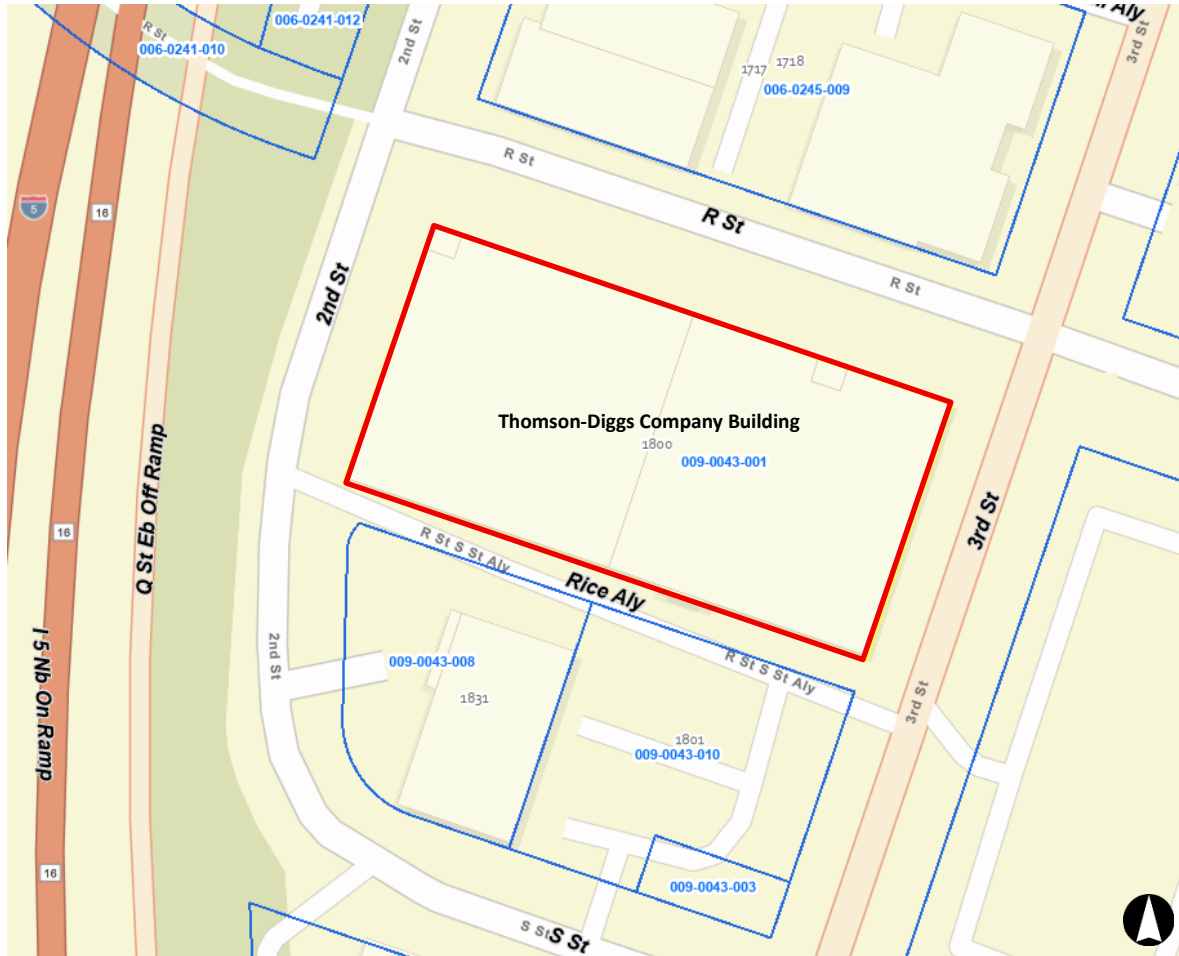 006-0241-012
R St
006-0241-010
2nd St
Aly
3rd St
1717
1718
006-0245-009
R St
5
16
R St
2nd St
R St
Thomson-Diggs Company Building
1800
009-0043-001
Q St Eb Off Ramp
3rd St
16
R St S St Aly
Rice Aly
2nd St
I 5 Nb On Ramp
009-0043-008
R St S St Aly
1831
3rd St
1801
009-0043-010
16
009-0043-003
S St
S St